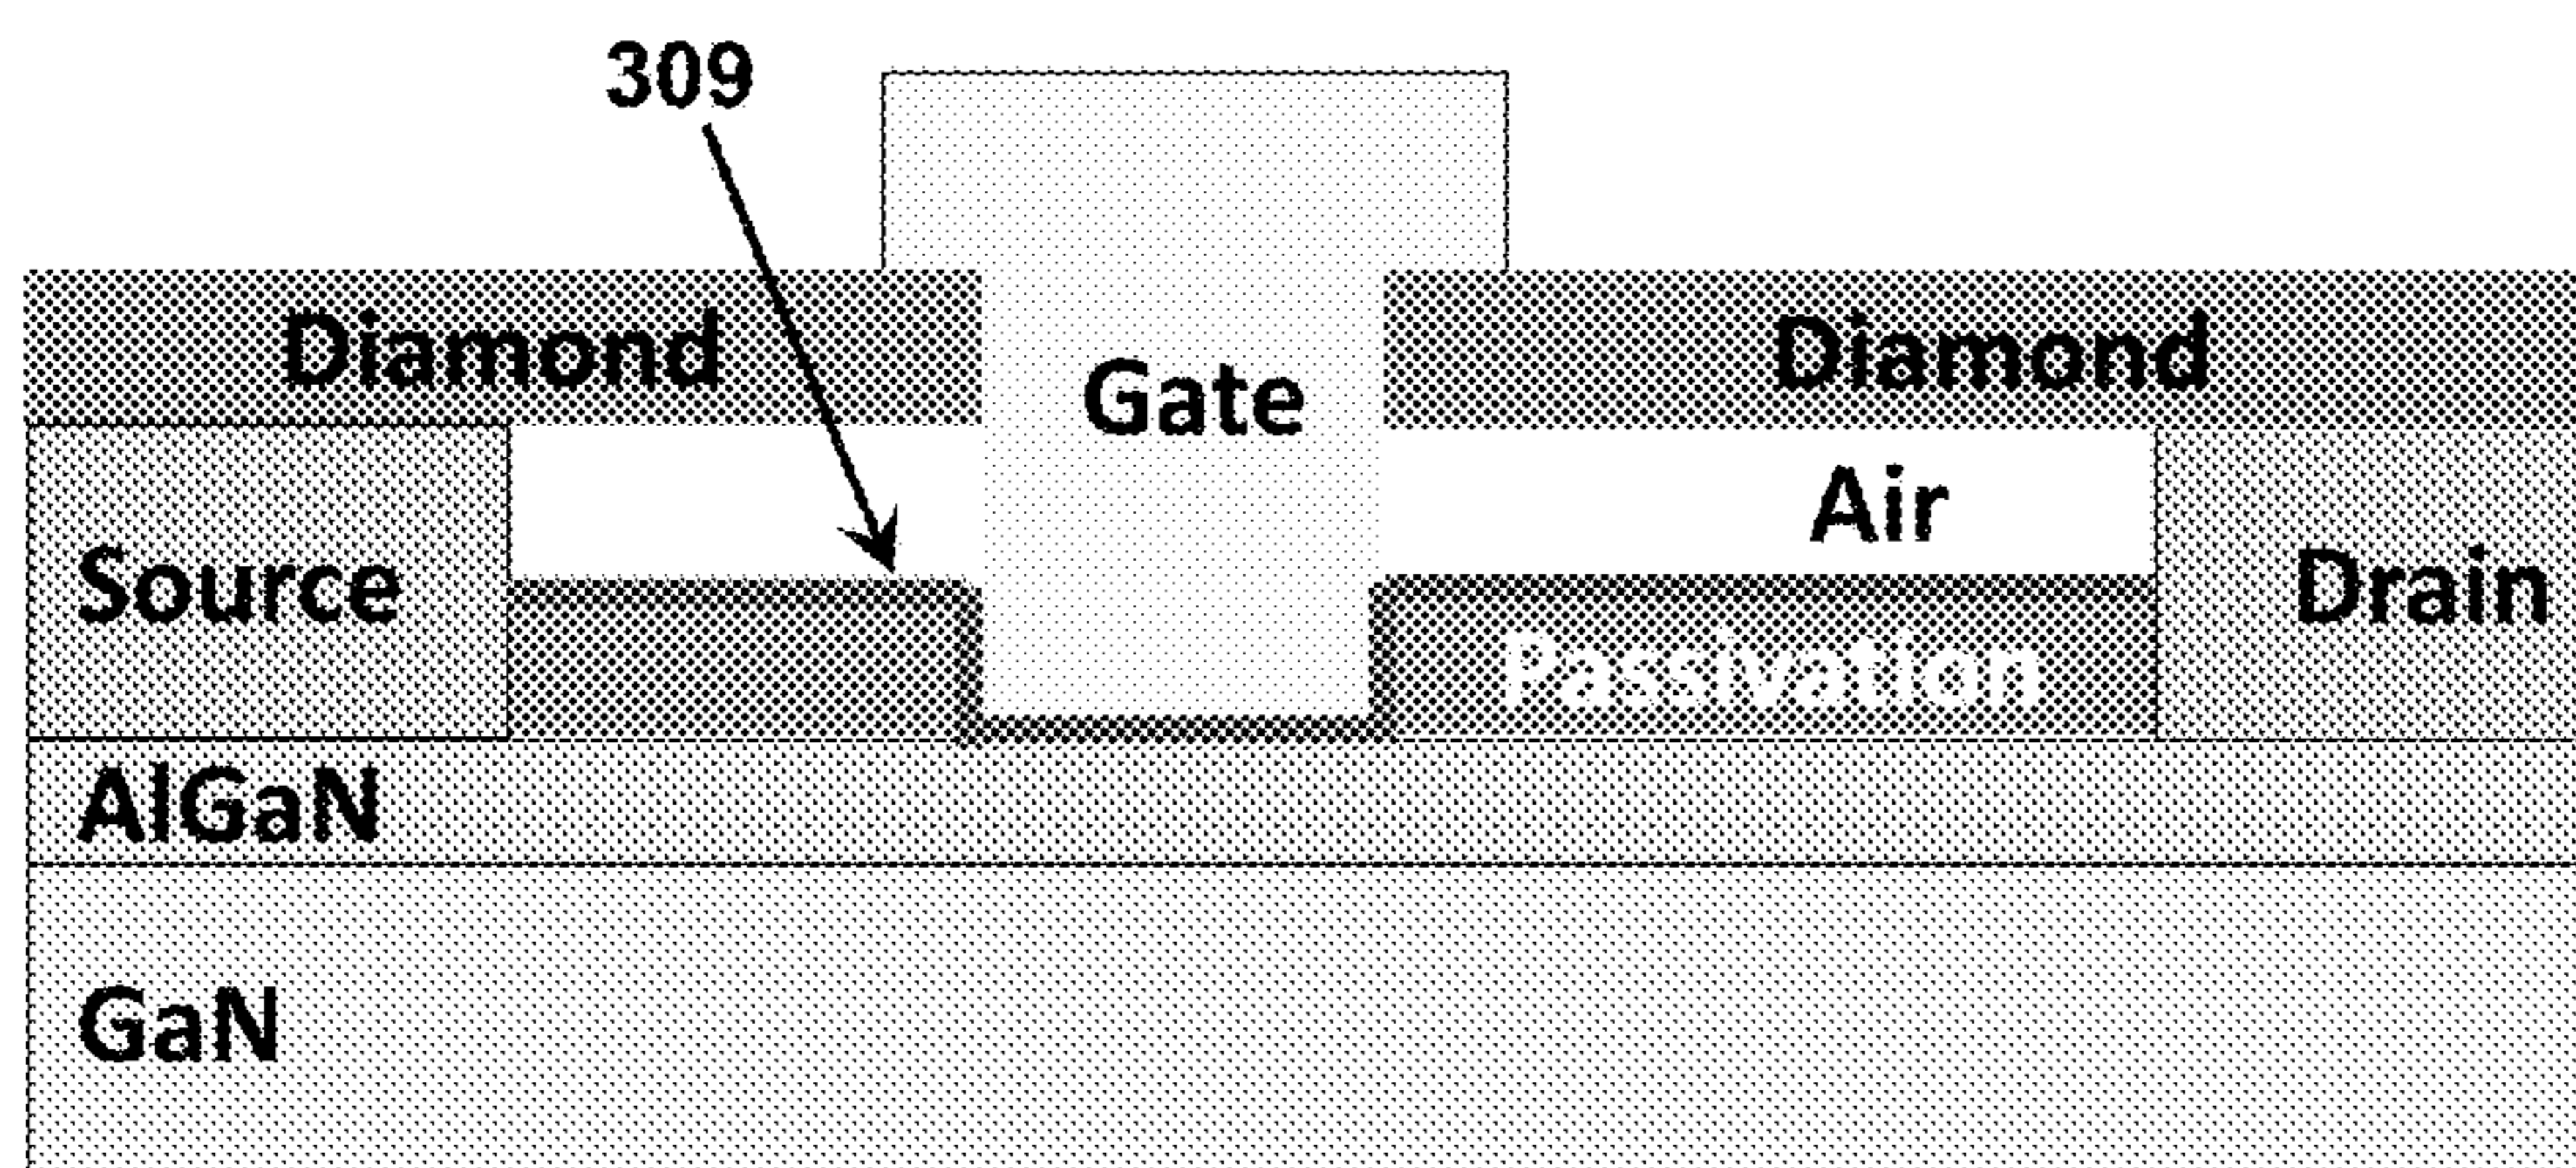 309
Diamond
Gate
Diamond
Air
Source
Passivation
Drain
AlGaN
GaN